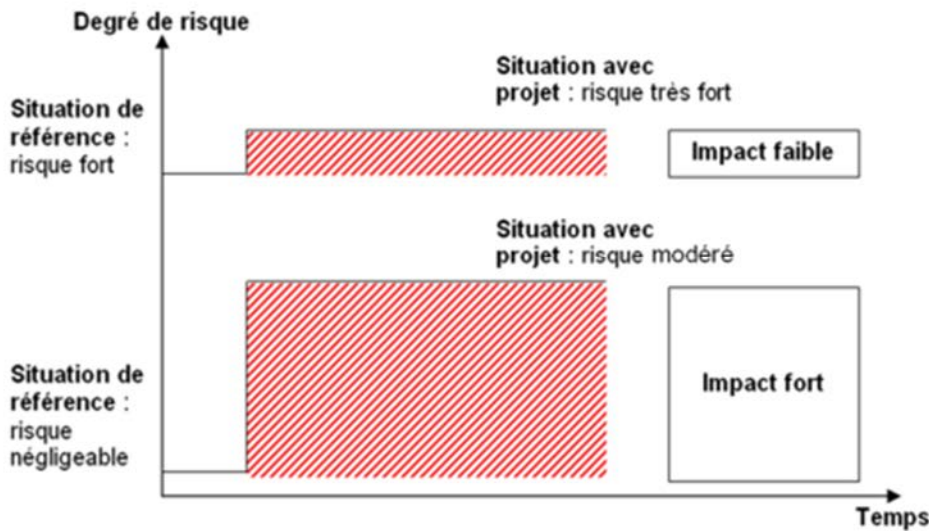 Degré de risque
Situation avec
projet : risque très fort
Situation de
référence :
risque fort
Impact faible
Situation avec
projet : risque modéré
Situation de
référence :
risque
négligeable
Impact fort
Temps